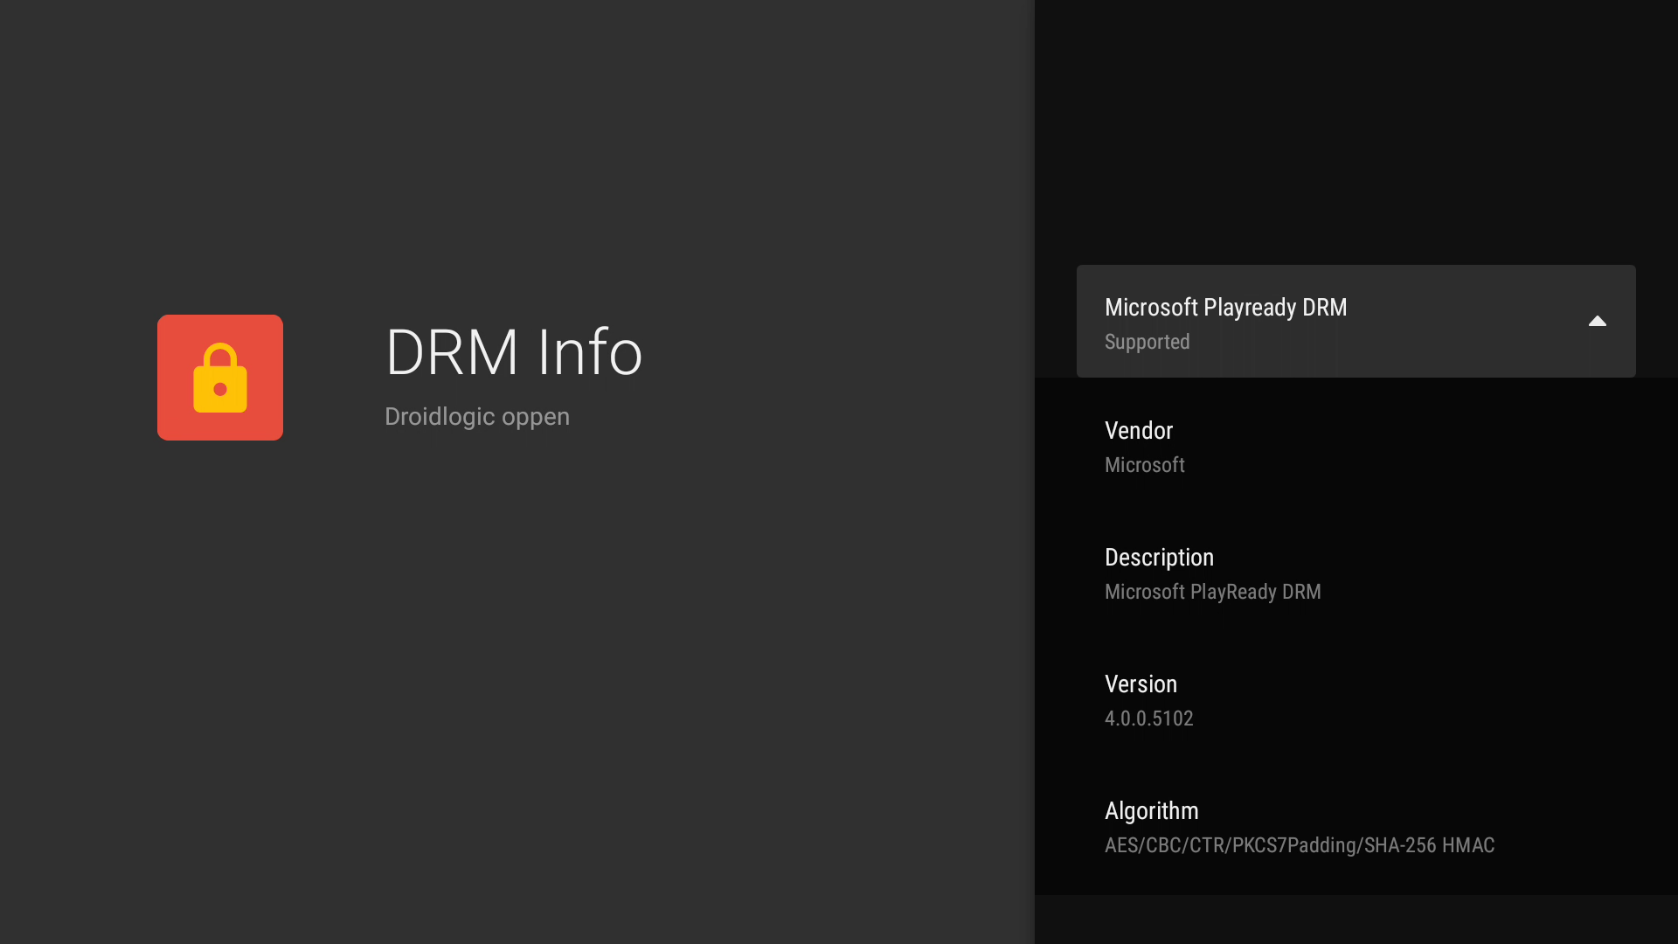 DRM Info
Droidlogic oppen
Microsoft Playready DRM
Supported
Vendor
Microsoft
Description
Microsoft PlayReady DRM
Version
4.0.0.5102
Algorithm
AES/CBC/CTR/PKCS7Padding/SHA-256 HMAC